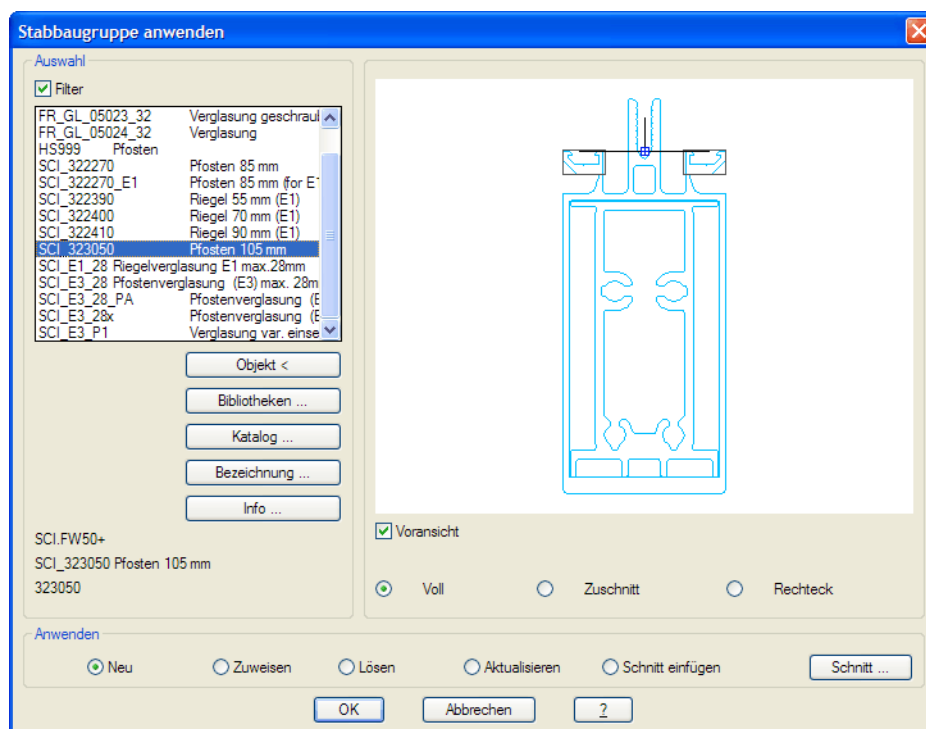 Stabbaugruppe anwenden
Auswahl
Filter
FR_GL_05023_32 Verglasung geschraul
FR_GL_05024_32 Verglasung
HS999 Pfosten
SCI_322270 Pfosten 85 mm
SCI_322270_E1 Pfosten 85 mm (for E1
SCI_322390 Riegel 55 mm (E1)
SCI_322400 Riegel 70 mm (E1)
SCI_322410 Riegel 90 mm (E1)
SCI_323050 Pfosten 105 mm
SCI_E1_28 Riegelverglasung E1 max.28mm
SCI_E3_28 Pfostenverglasung (E3) max. 28m
SCI_E3_28_PA Pfostenverglasung (E
SCI_E3_28x Pfostenverglasung (E
SCI_E3_P1 Verglasung var. einse
Objekt <
Bibliotheken ...
Katalog ...
Bezeichnung ...
Info ...
SCI.FW50+
SCI_323050 Pfosten 105 mm
323050
Voransicht
Voll Zuschnitt Rechteck
Anwenden
Neu Zuweisen Lösen Aktualisieren Schnitt einfügen Schnitt ...
OK Abbrechen ?